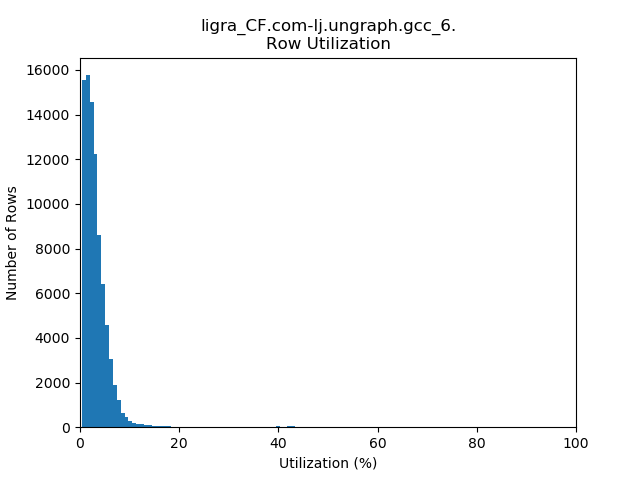 ligra_CF.com-lj.ungraph.gcc_6.
Row Utilization
16000
14000
12000
10000
8000
6000
4000
2000
0
Number of Rows
0 20 40 60 80 100
Utilization (%)